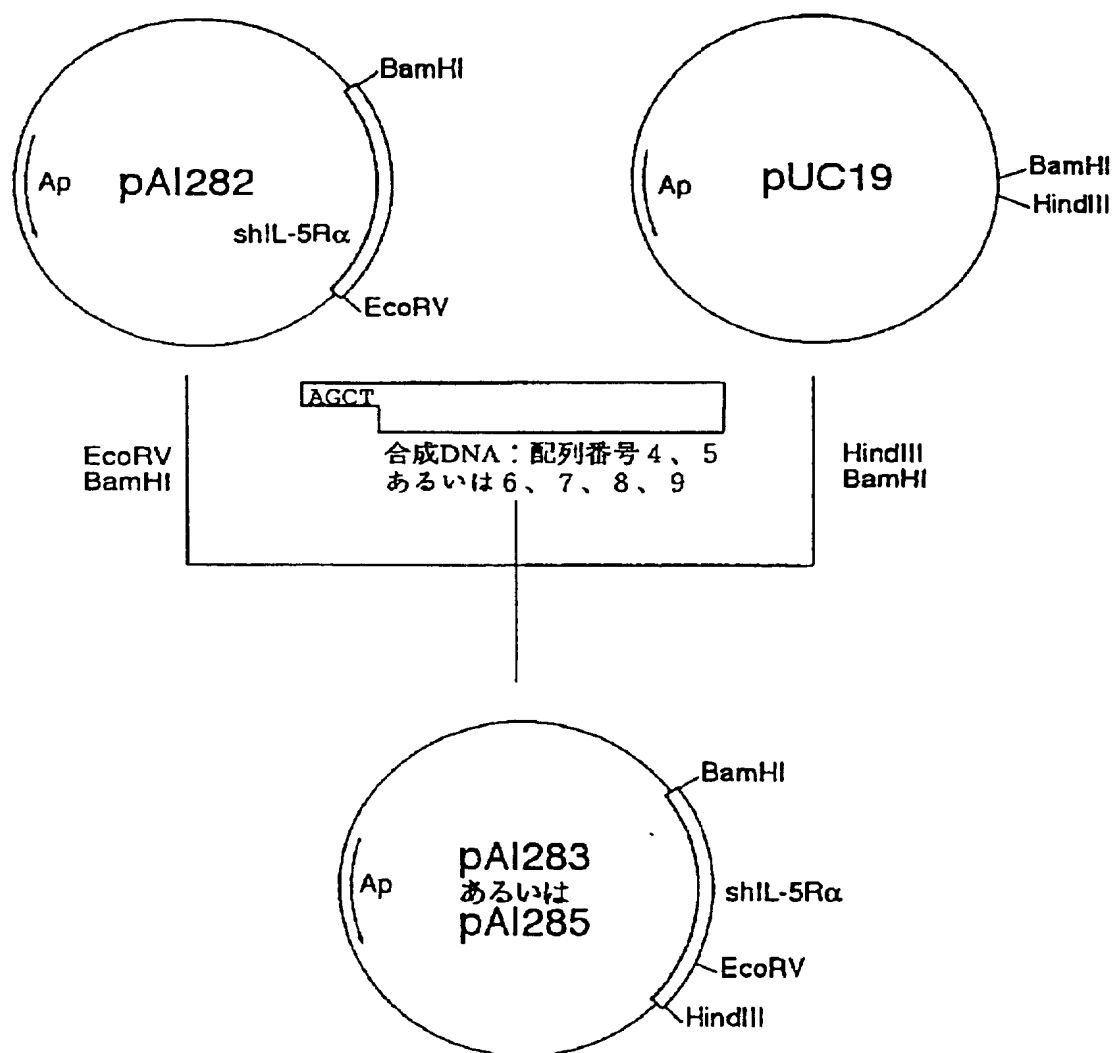 BamHI
Ap
pAI282
shIL-5Rα
EcoRV
Ap
pUC19
BamHI
HindIII
AGCT
EcoRV
BamHI
合成DNA：配列番号４、５
あるいは６、７、８、９
HindIII
BamHI
BamHI
Ap
pAI283
あるいは
pAI285
shIL-5Rα
EcoRV
HindIII